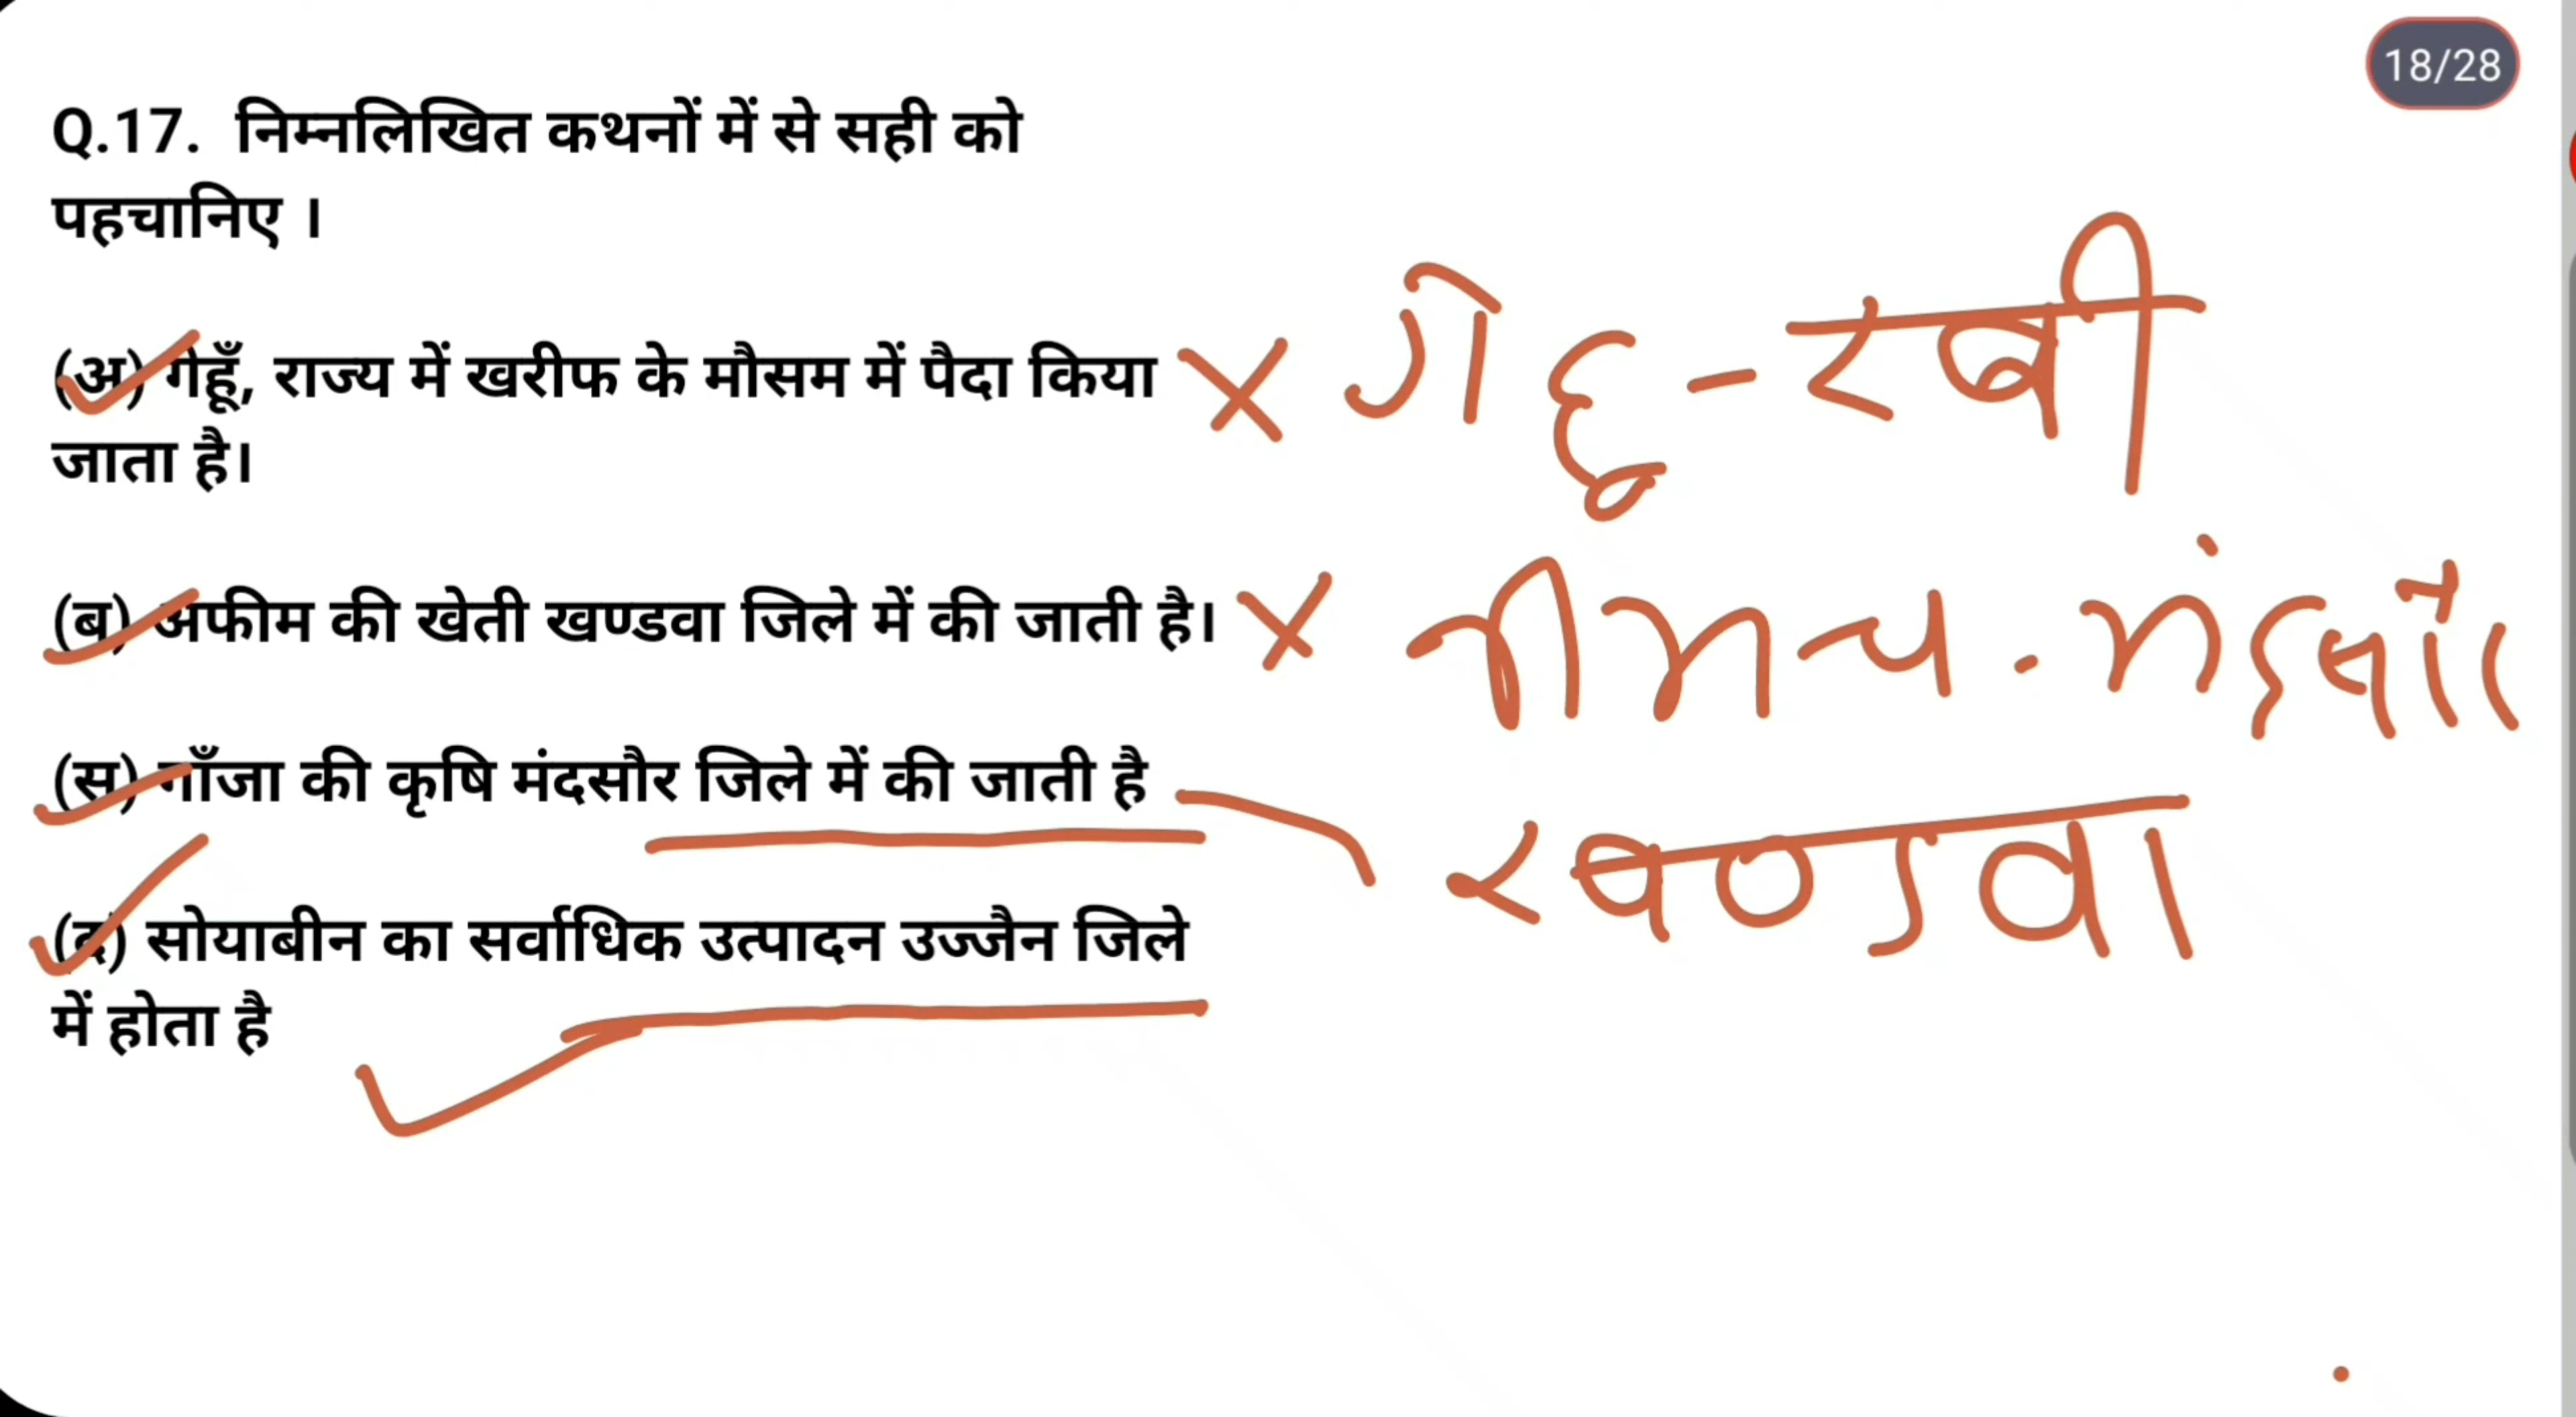 18/28
Q.17. निम्नलिखित कथनों में से सही को
पहचानिए ।
(अ) गेहूँ, राज्य में खरीफ के मौसम में पैदा किया
जाता है।
गेहू - रबी
(ब) अफीम की खेती खण्डवा जिले में की जाती है।
नीमच . मंदसौर
(स) गाँजा की कृषि मंदसौर जिले में की जाती है
खण्डवा
(द) सोयाबीन का सर्वाधिक उत्पादन उज्जैन जिले
में होता है